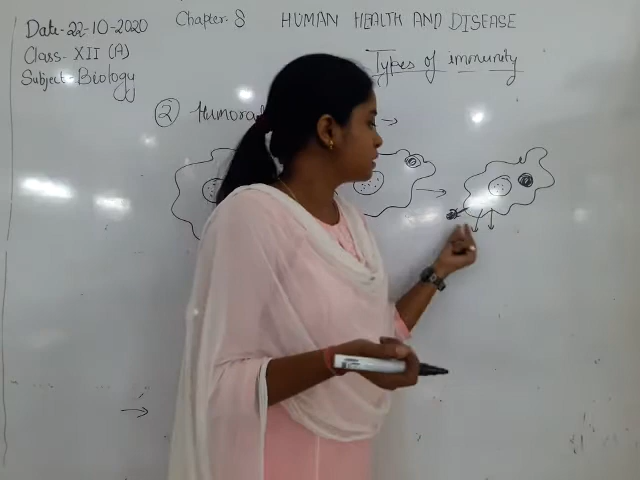 Date- 22-10-2020
Class- XII (A)
Subject- Biology
Chapter- 8 HUMAN HEALTH AND DISEASE
Types of immunity
② Humoral